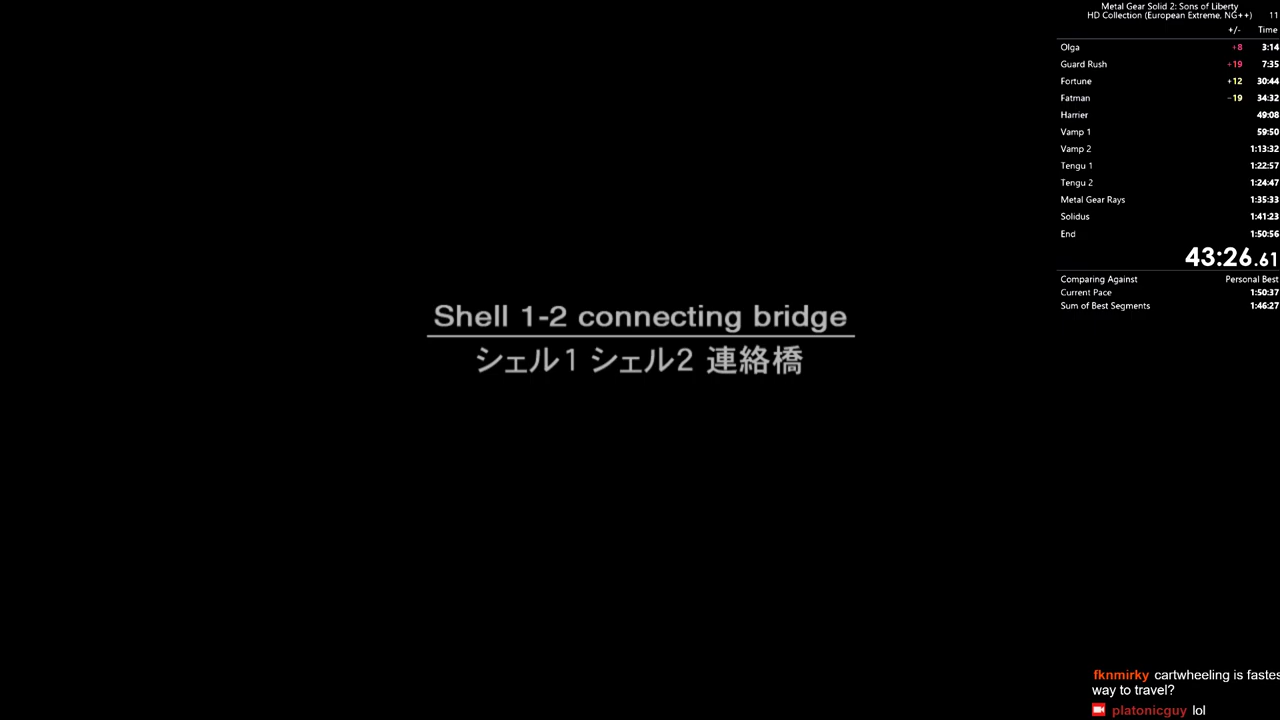 Metal Gear Solid 2: Sons of Liberty
HD Collection (European Extreme, NG++) 11
+/- Time
Olga +8 3:14
Guard Rush +19 7:35
Fortune +12 30:44
Fatman −19 34:32
Harrier 49:08
Vamp 1 59:50
Vamp 2 1:13:32
Tengu 1 1:22:57
Tengu 2 1:24:47
Metal Gear Rays 1:35:33
Solidus 1:41:23
End 1:50:56
43:26.61
Comparing Against Personal Best
Current Pace 1:50:37
Sum of Best Segments 1:46:27
Shell 1-2 connecting bridge
シェル1 シェル2 連絡橋
fknmirky cartwheeling is fastes
way to travel?
platonicguy lol